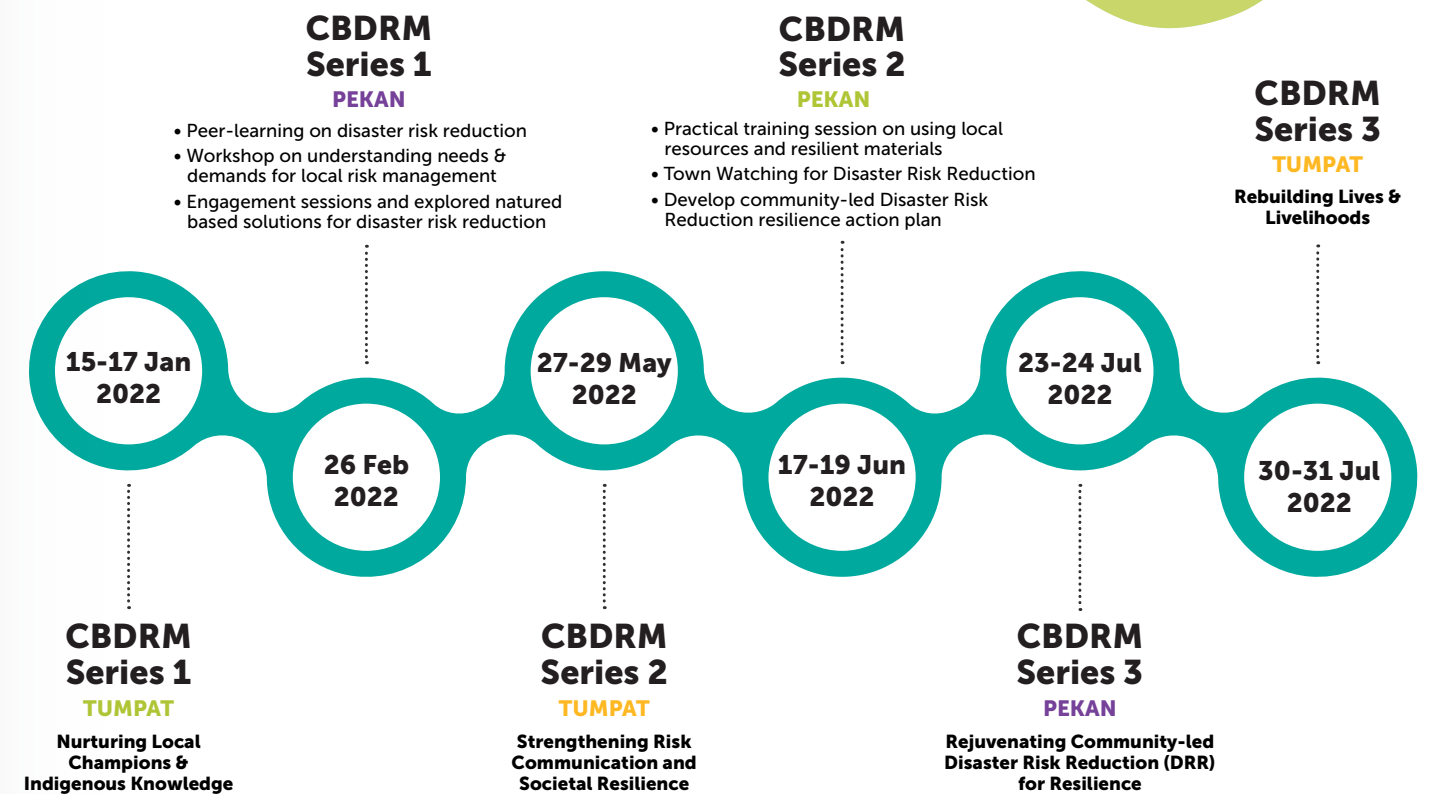 CBDRM
Series 1
PEKAN
• Peer-learning on disaster risk reduction
• Workshop on understanding needs &
demands for local risk management
• Engagement sessions and explored natured
based solutions for disaster risk reduction
CBDRM
Series 2
PEKAN
• Practical training session on using local
resources and resilient materials
• Town Watching for Disaster Risk Reduction
• Develop community-led Disaster Risk
Reduction resilience action plan
CBDRM
Series 3
TUMPAT
Rebuilding Lives &
Livelihoods
15-17 Jan
2022
26 Feb
2022
27-29 May
2022
17-19 Jun
2022
23-24 Jul
2022
30-31 Jul
2022
CBDRM
Series 1
TUMPAT
Nurturing Local
Champions &
Indigenous Knowledge
CBDRM
Series 2
TUMPAT
Strengthening Risk
Communication and
Societal Resilience
CBDRM
Series 3
PEKAN
Rejuvenating Community-led
Disaster Risk Reduction (DRR)
for Resilience